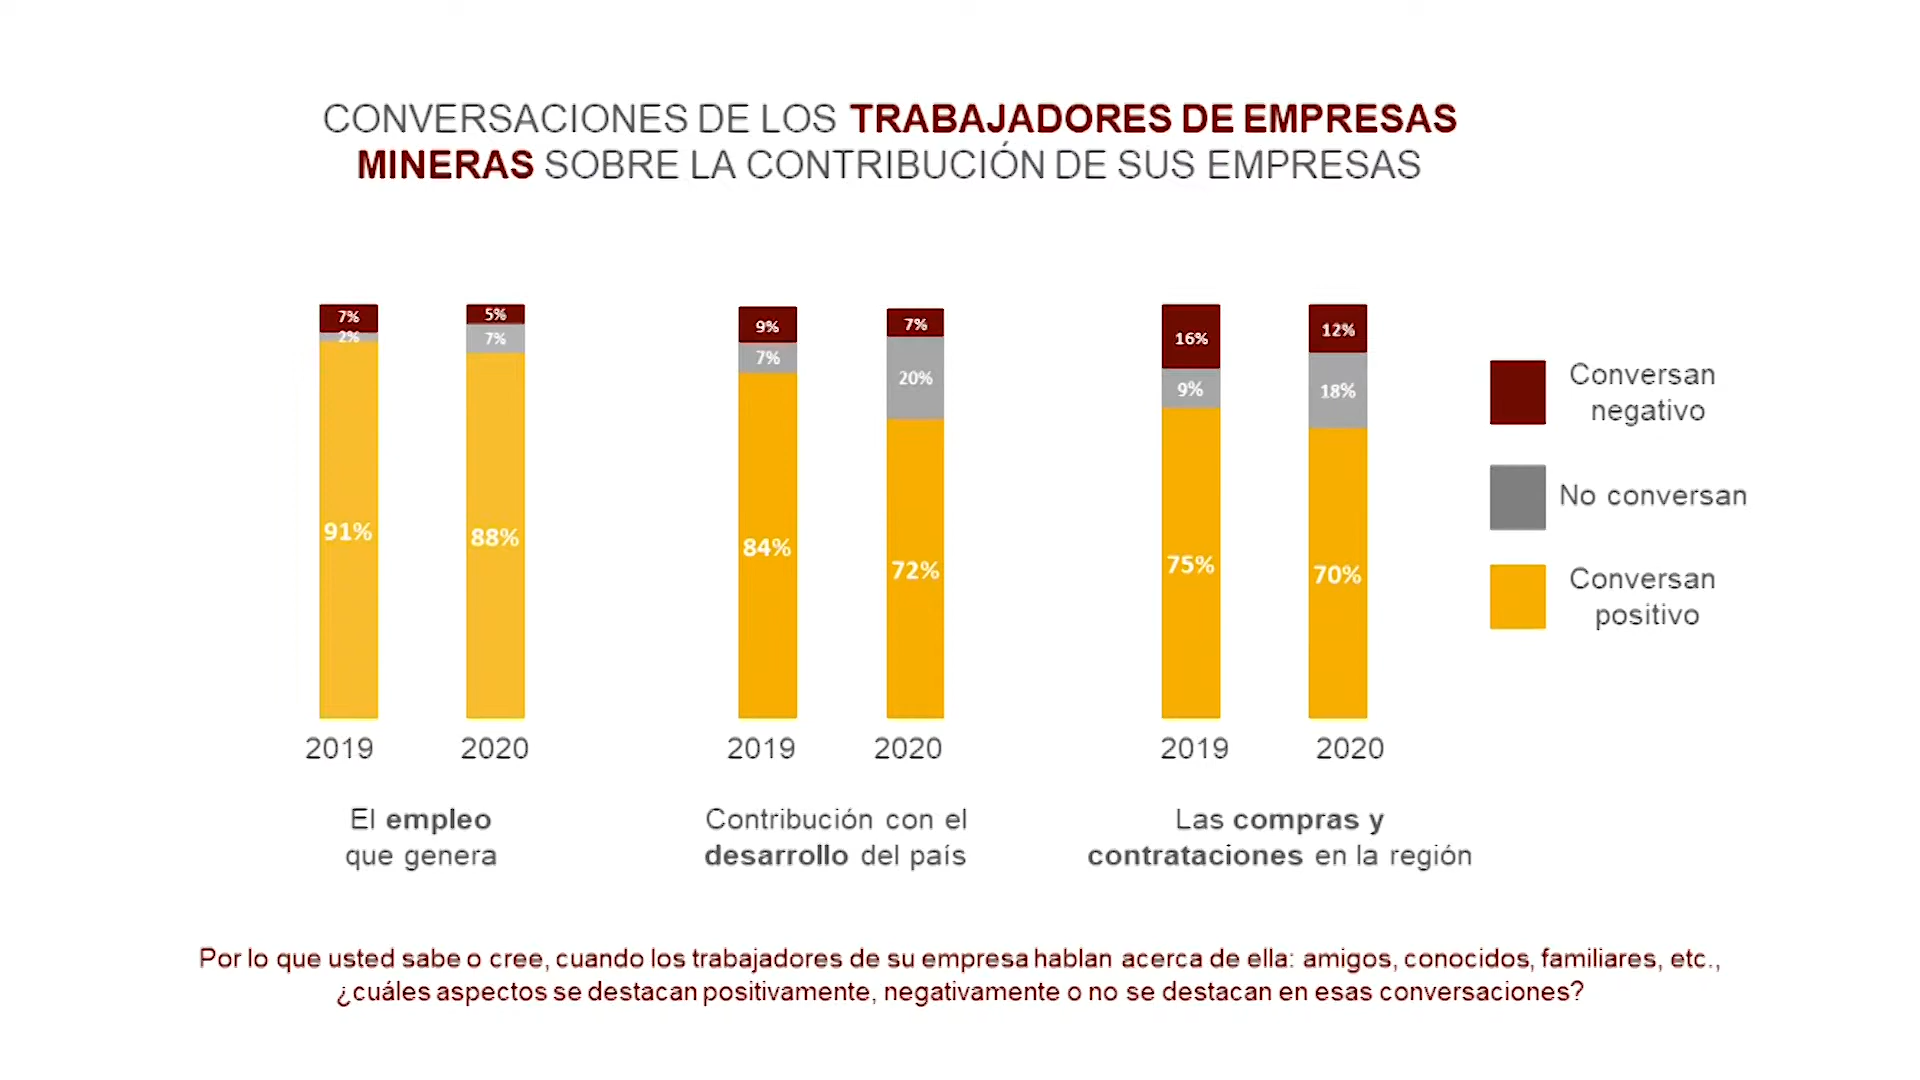 CONVERSACIONES DE LOS TRABAJADORES DE EMPRESAS
MINERAS SOBRE LA CONTRIBUCIÓN DE SUS EMPRESAS
7%
2%
91%
5%
7%
88%
9%
7%
84%
7%
20%
72%
16%
9%
75%
12%
18%
70%
Conversan
negativo
No conversan
Conversan
positivo
2019
2020
2019
2020
2019
2020
El empleo
que genera
Contribución con el
desarrollo del país
Las compras y
contrataciones en la región
Por lo que usted sabe o cree, cuando los trabajadores de su empresa hablan acerca de ella: amigos, conocidos, familiares, etc.,
¿cuáles aspectos se destacan positivamente, negativamente o no se destacan en esas conversaciones?